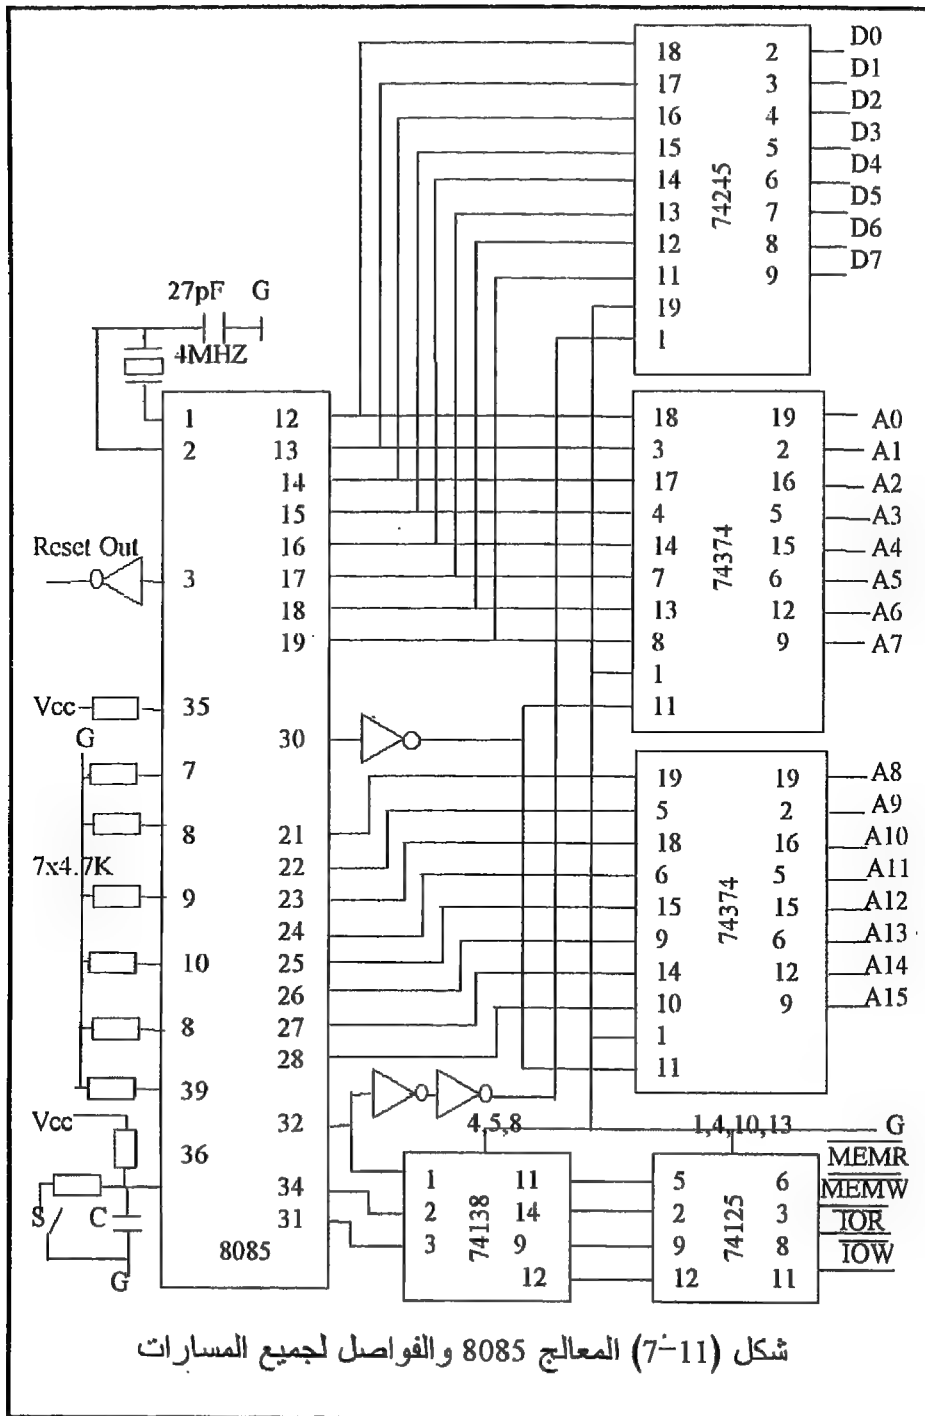 D0
18 2
D1
17 3
D2
16 4
D3
15 5
D4
14 6
D5
13 7
D6
12 8
D7
11 9
19
1
74245
27pF G
4MHZ
1 12
2 13
14
15
16
Reset Out
3 17
18
19
Vcc
35
30
G
7
8 21
22
7x4.7K
9 23
24
25
10 26
27
8 28
39
Vcc
32
36
34
31
S C
G
8085
18 19 A0
3 2 A1
17 16 A2
4 5 A3
14 15 A4
7 6 A5
13 12 A6
8 9 A7
1
11
74374
19 19 A8
5 2 A9
18 16 A10
6 5 A11
15 15 A12
9 6 A13
14 12 A14
10 9 A15
1
11
74374
4,5,8 1,4,10,13 G
1 11
2 14
3 9
12
74138
5 6
2 3
9 8
12 11
74125
MEMR
MEMW
IOR
IOW
شكل (11-7) المعالج 8085 والفواصل لجميع المسارات